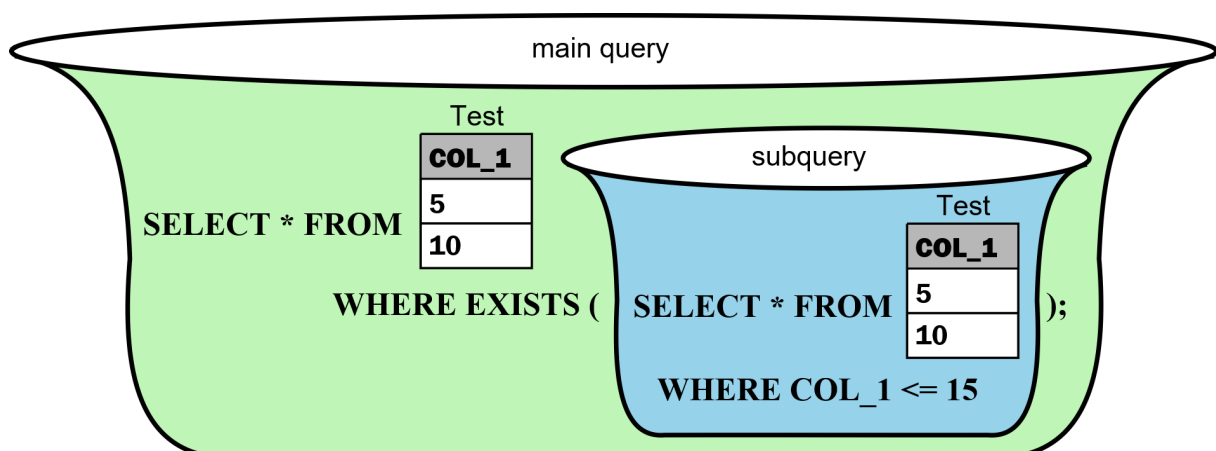 main query
Test
COL_1
5
10
SELECT * FROM
subquery
Test
COL_1
5
10
WHERE EXISTS ( SELECT * FROM );
WHERE COL_1 <= 15